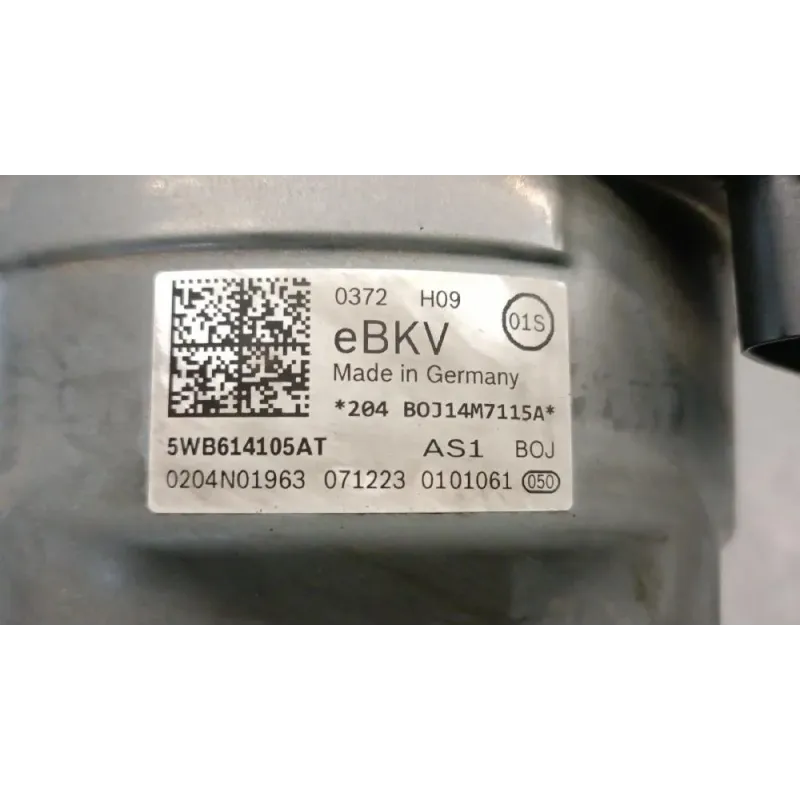 0372 H09
01S
eBKV
Made in Germany
*204 BOJ14M7115A*
5WB614105AT AS1 BOJ
0204N01963 071223 0101061 050